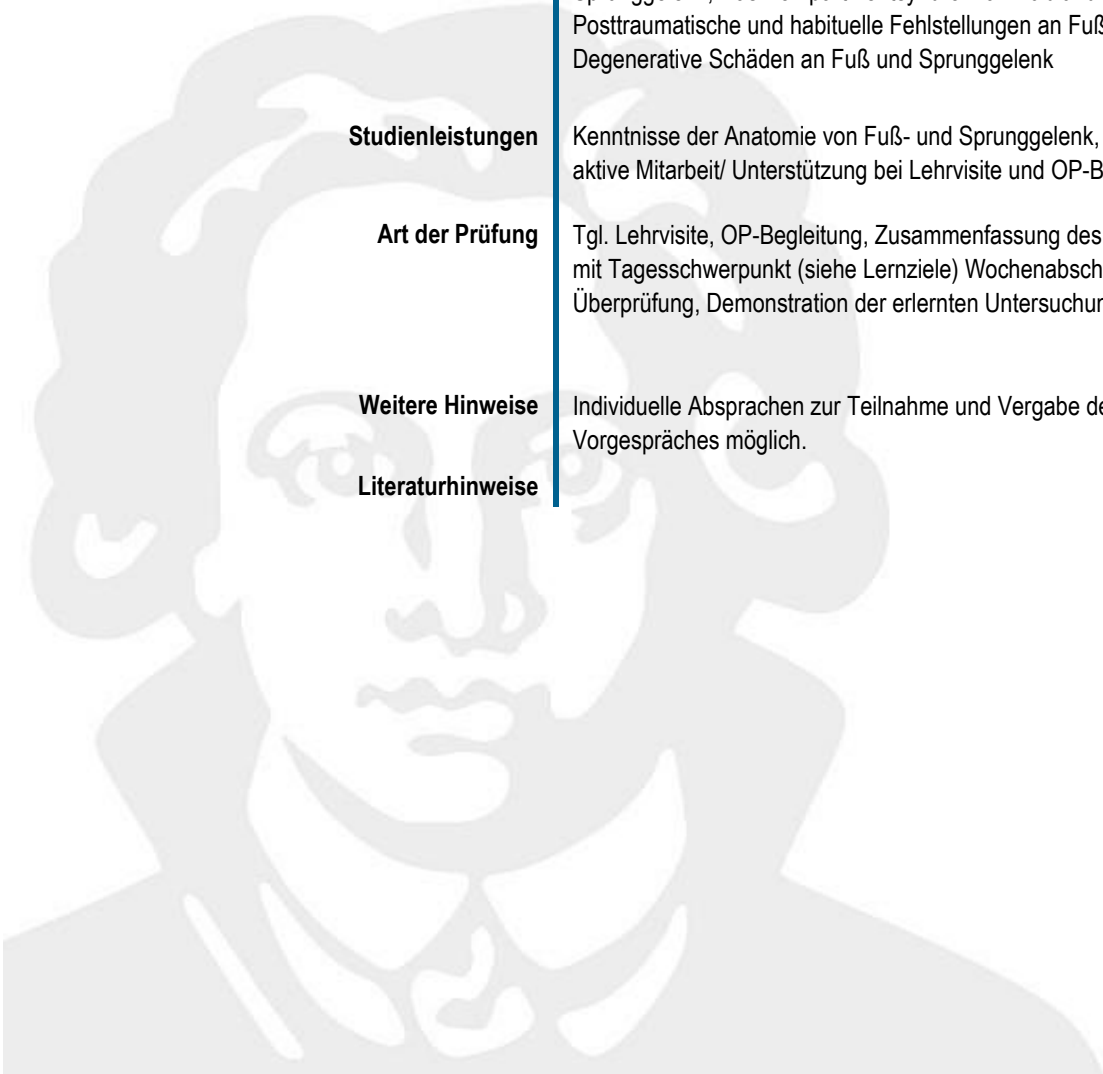 Posttraumatische und habituelle Fehlstellungen an Fuß
Degenerative Schäden an Fuß und Sprunggelenk
Studienleistungen
Kenntnisse der Anatomie von Fuß- und Sprunggelenk,
aktive Mitarbeit/ Unterstützung bei Lehrvisite und OP-B
Art der Prüfung
Tgl. Lehrvisite, OP-Begleitung, Zusammenfassung des
mit Tagesschwerpunkt (siehe Lernziele) Wochenabsch
Überprüfung, Demonstration der erlernten Untersuchu
Weitere Hinweise
Individuelle Absprachen zur Teilnahme und Vergabe de
Vorgespräches möglich.
Literaturhinweise